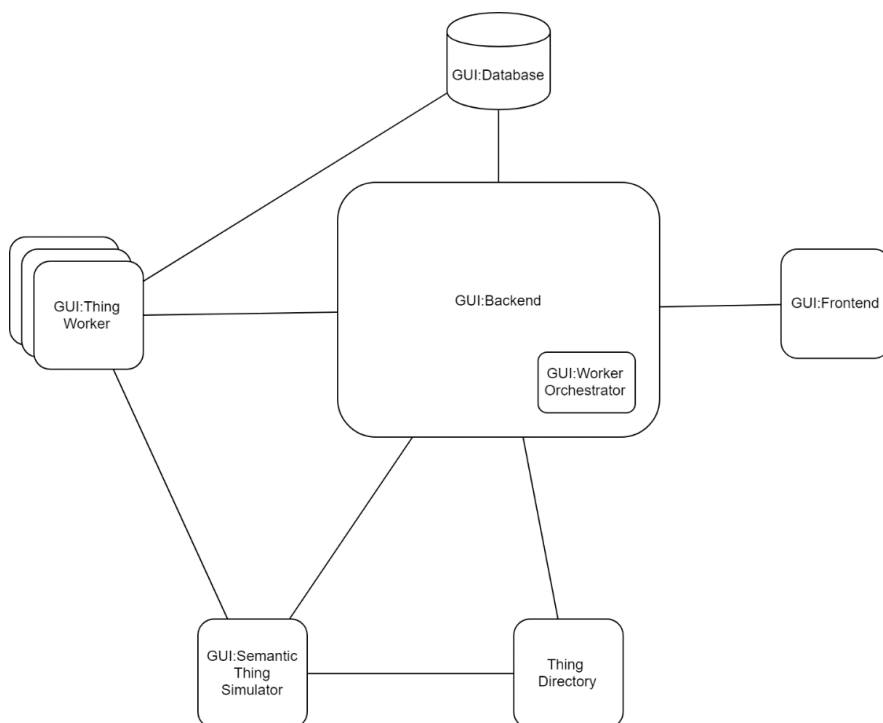 GUI:Database
GUI:Thing
Worker
GUI:Backend
GUI:Frontend
GUI:Worker
Orchestrator
GUI:Semantic
Thing
Simulator
Thing
Directory